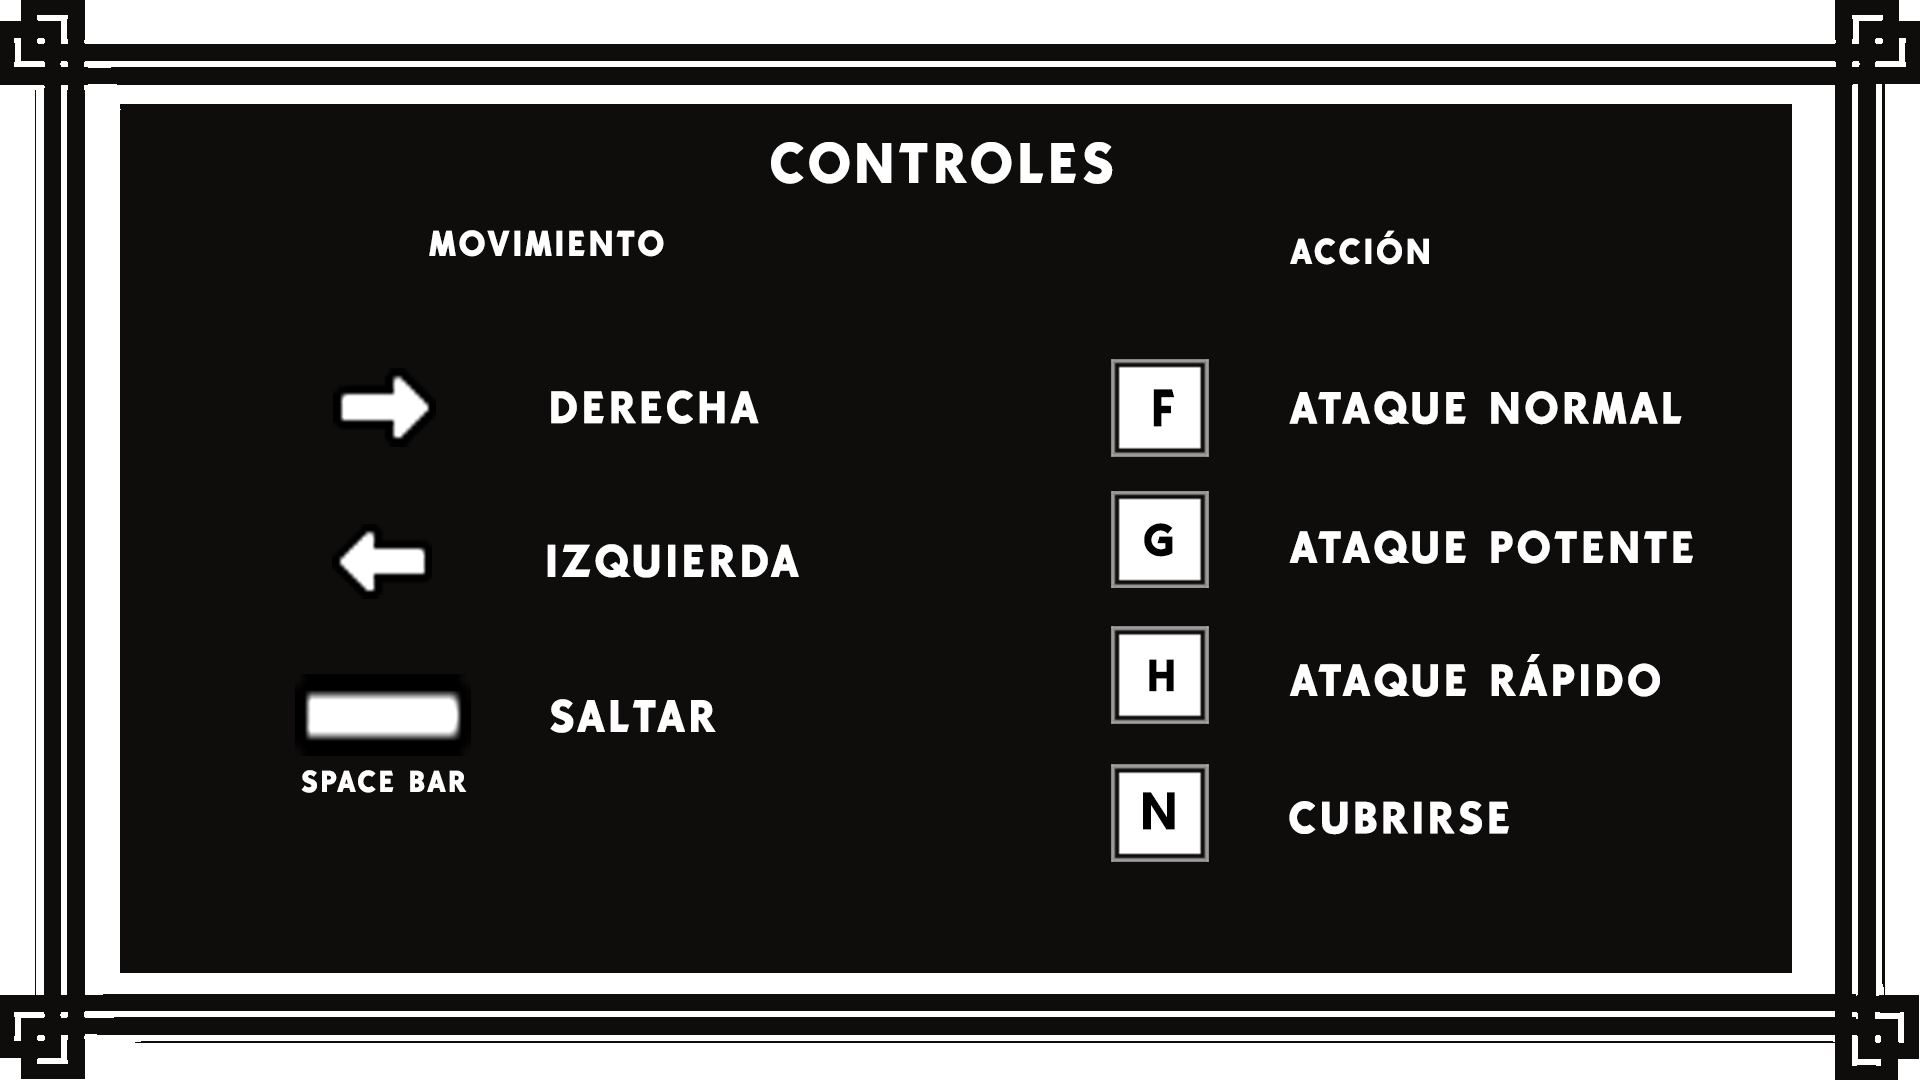 CONTROLES
MOVIMIENTO
DERECHA
IZQUIERDA
SALTAR
SPACE BAR
ACCIÓN
F ATAQUE NORMAL
G ATAQUE POTENTE
H ATAQUE RÁPIDO
N CUBRIRSE